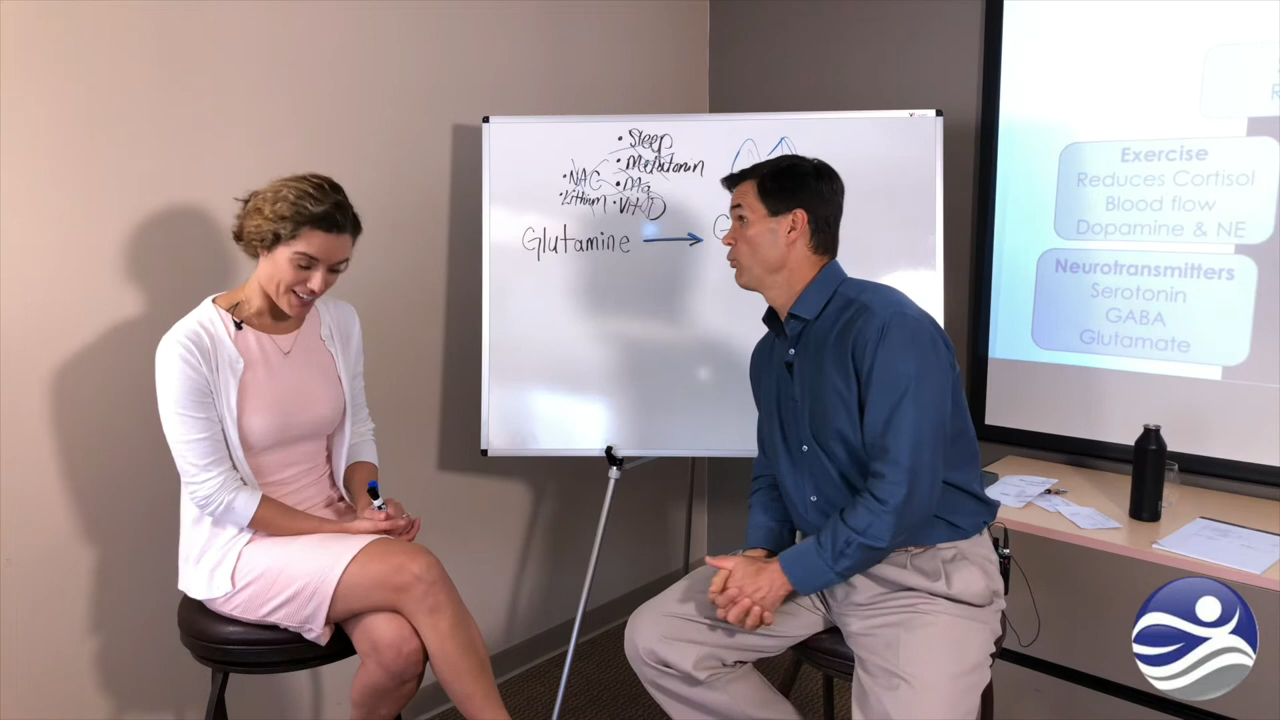 • Sleep
• Melatonin
• NAC
• Mg
• Lithium
• Vit D
Glutamine
G
R
Exercise
Reduces Cortisol
Blood flow
Dopamine & NE
Neurotransmitters
Serotonin
GABA
Glutamate